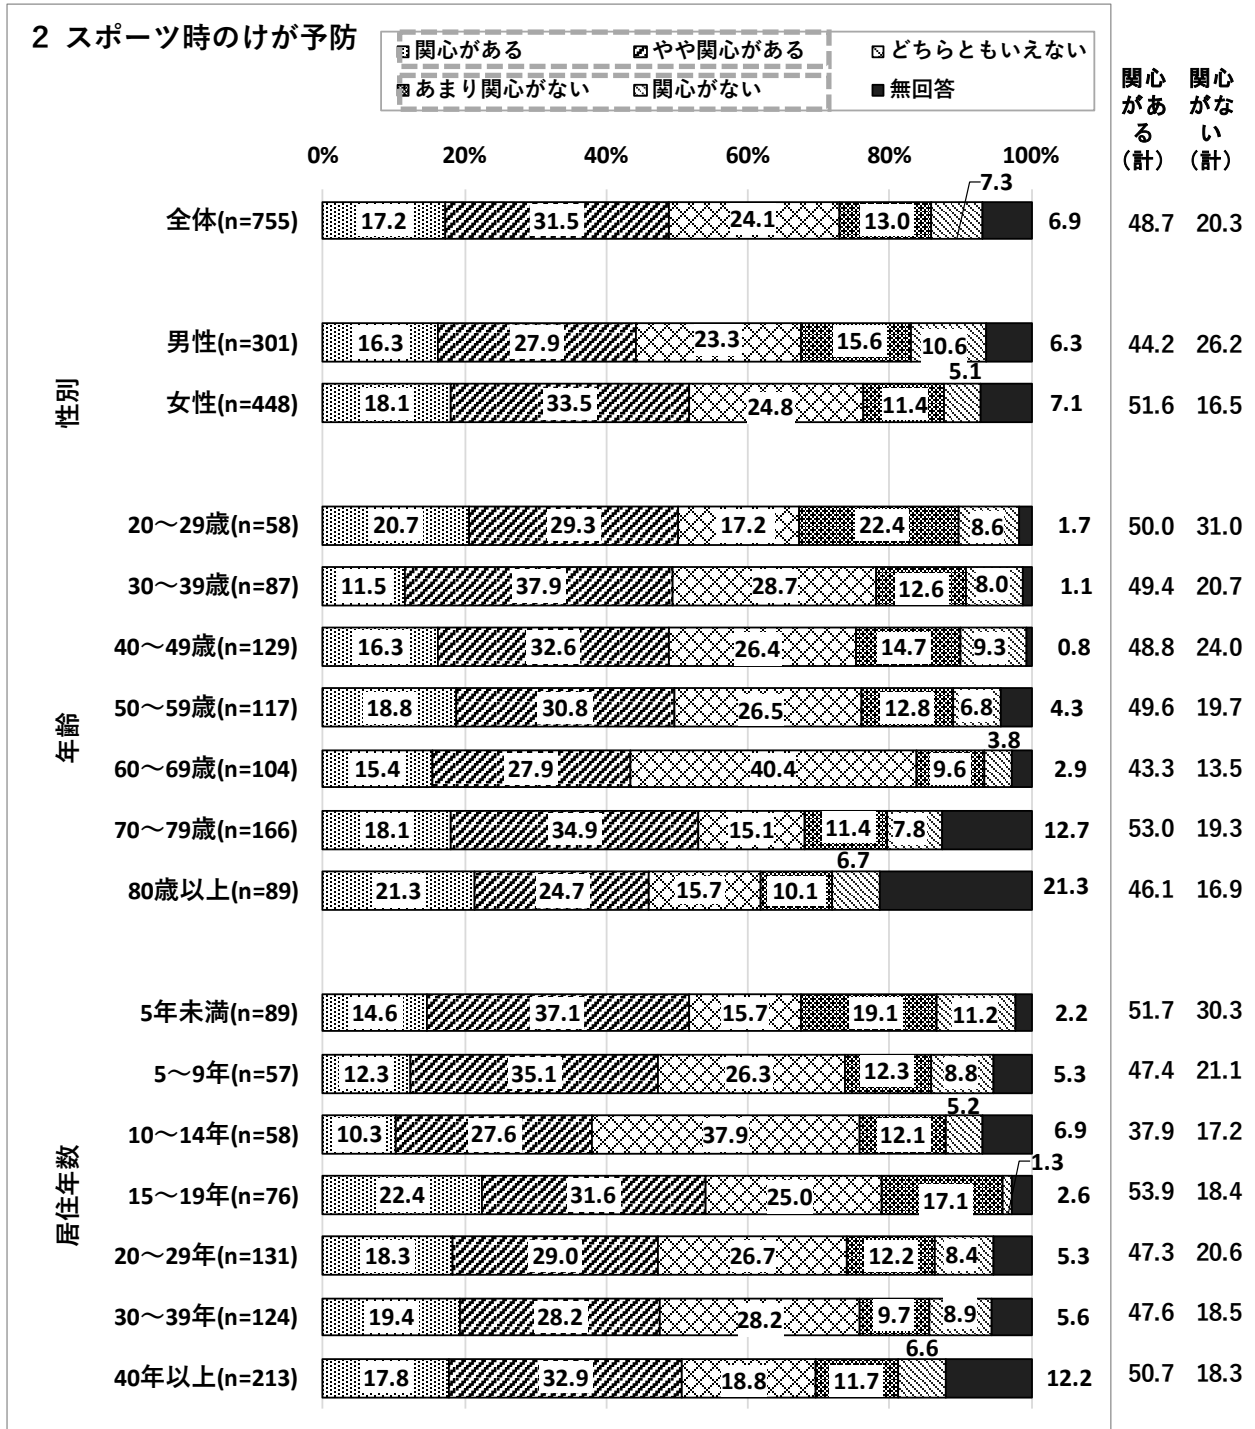 2 スポーツ時のけが予防
関心がある やや関心がある どちらともいえない
あまり関心がない 関心がない 無回答
関心がある（計） 関心がない（計）
0% 20% 40% 60% 80% 100%
7.3
全体(n=755) 17.2 31.5 24.1 13.0 6.9 48.7 20.3
性別
男性(n=301) 16.3 27.9 23.3 15.6 10.6 6.3 44.2 26.2
5.1
女性(n=448) 18.1 33.5 24.8 11.4 7.1 51.6 16.5
年齢
20～29歳(n=58) 20.7 29.3 17.2 22.4 8.6 1.7 50.0 31.0
30～39歳(n=87) 11.5 37.9 28.7 12.6 8.0 1.1 49.4 20.7
40～49歳(n=129) 16.3 32.6 26.4 14.7 9.3 0.8 48.8 24.0
50～59歳(n=117) 18.8 30.8 26.5 12.8 6.8 4.3 49.6 19.7
3.8
60～69歳(n=104) 15.4 27.9 40.4 9.6 2.9 43.3 13.5
70～79歳(n=166) 18.1 34.9 15.1 11.4 7.8 12.7 53.0 19.3
6.7
80歳以上(n=89) 21.3 24.7 15.7 10.1 21.3 46.1 16.9
居住年数
5年未満(n=89) 14.6 37.1 15.7 19.1 11.2 2.2 51.7 30.3
5～9年(n=57) 12.3 35.1 26.3 12.3 8.8 5.3 47.4 21.1
5.2
10～14年(n=58) 10.3 27.6 37.9 12.1 6.9 37.9 17.2
1.3
15～19年(n=76) 22.4 31.6 25.0 17.1 2.6 53.9 18.4
20～29年(n=131) 18.3 29.0 26.7 12.2 8.4 5.3 47.3 20.6
30～39年(n=124) 19.4 28.2 28.2 9.7 8.9 5.6 47.6 18.5
6.6
40年以上(n=213) 17.8 32.9 18.8 11.7 12.2 50.7 18.3